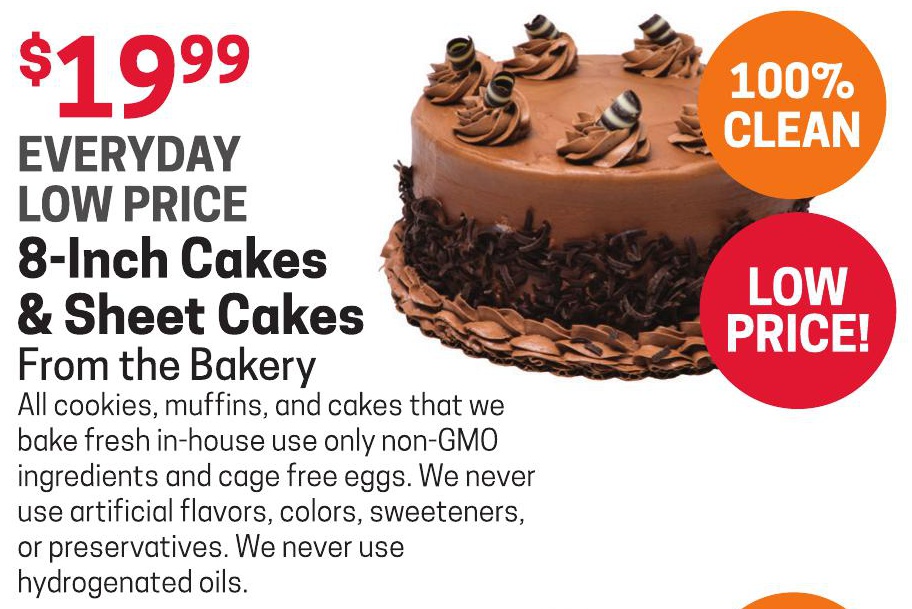 $19.99
EVERYDAY
LOW PRICE
8-Inch Cakes
& Sheet Cakes
From the Bakery
All cookies, muffins, and cakes that we
bake fresh in-house use only non-GMO
ingredients and cage free eggs. We never
use artificial flavors, colors, sweeteners,
or preservatives. We never use
hydrogenated oils.
100%
CLEAN
LOW
PRICE!